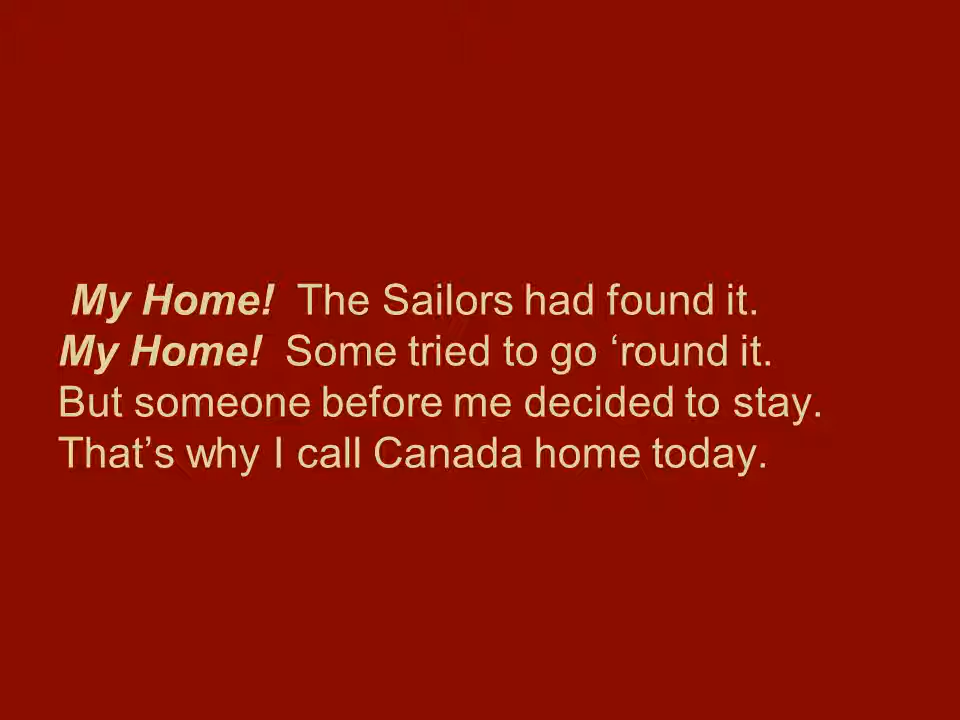 My Home!  The Sailors had found it.
My Home!  Some tried to go ‘round it.
But someone before me decided to stay.
That’s why I call Canada home today.